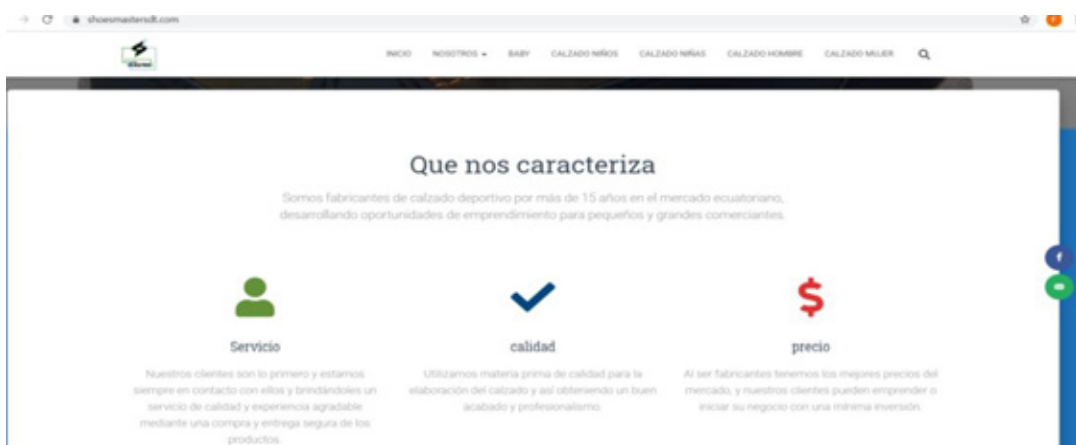 shoesmastersdt.com
INICIO NOSOTROS BABY CALZADO NIÑOS CALZADO NIÑAS CALZADO HOMBRE CALZADO MUJER
Que nos caracteriza
Somos fabricantes de calzado deportivo por más de 15 años en el mercado ecuatoriano,
desarrollando oportunidades de emprendimiento para pequeños y grandes comerciantes.
Servicio
Nuestros clientes son lo primero y estamos
siempre en contacto con ellos y brindándoles un
servicio de calidad y experiencia agradable
mediante una compra y entrega segura de los
productos.
calidad
Utilizamos materia prima de calidad para la
elaboración del calzado y así obteniendo un buen
acabado y profesionalismo.
precio
Al ser fabricantes tenemos los mejores precios del
mercado, y nuestros clientes pueden emprender o
iniciar su negocio con una mínima inversión.